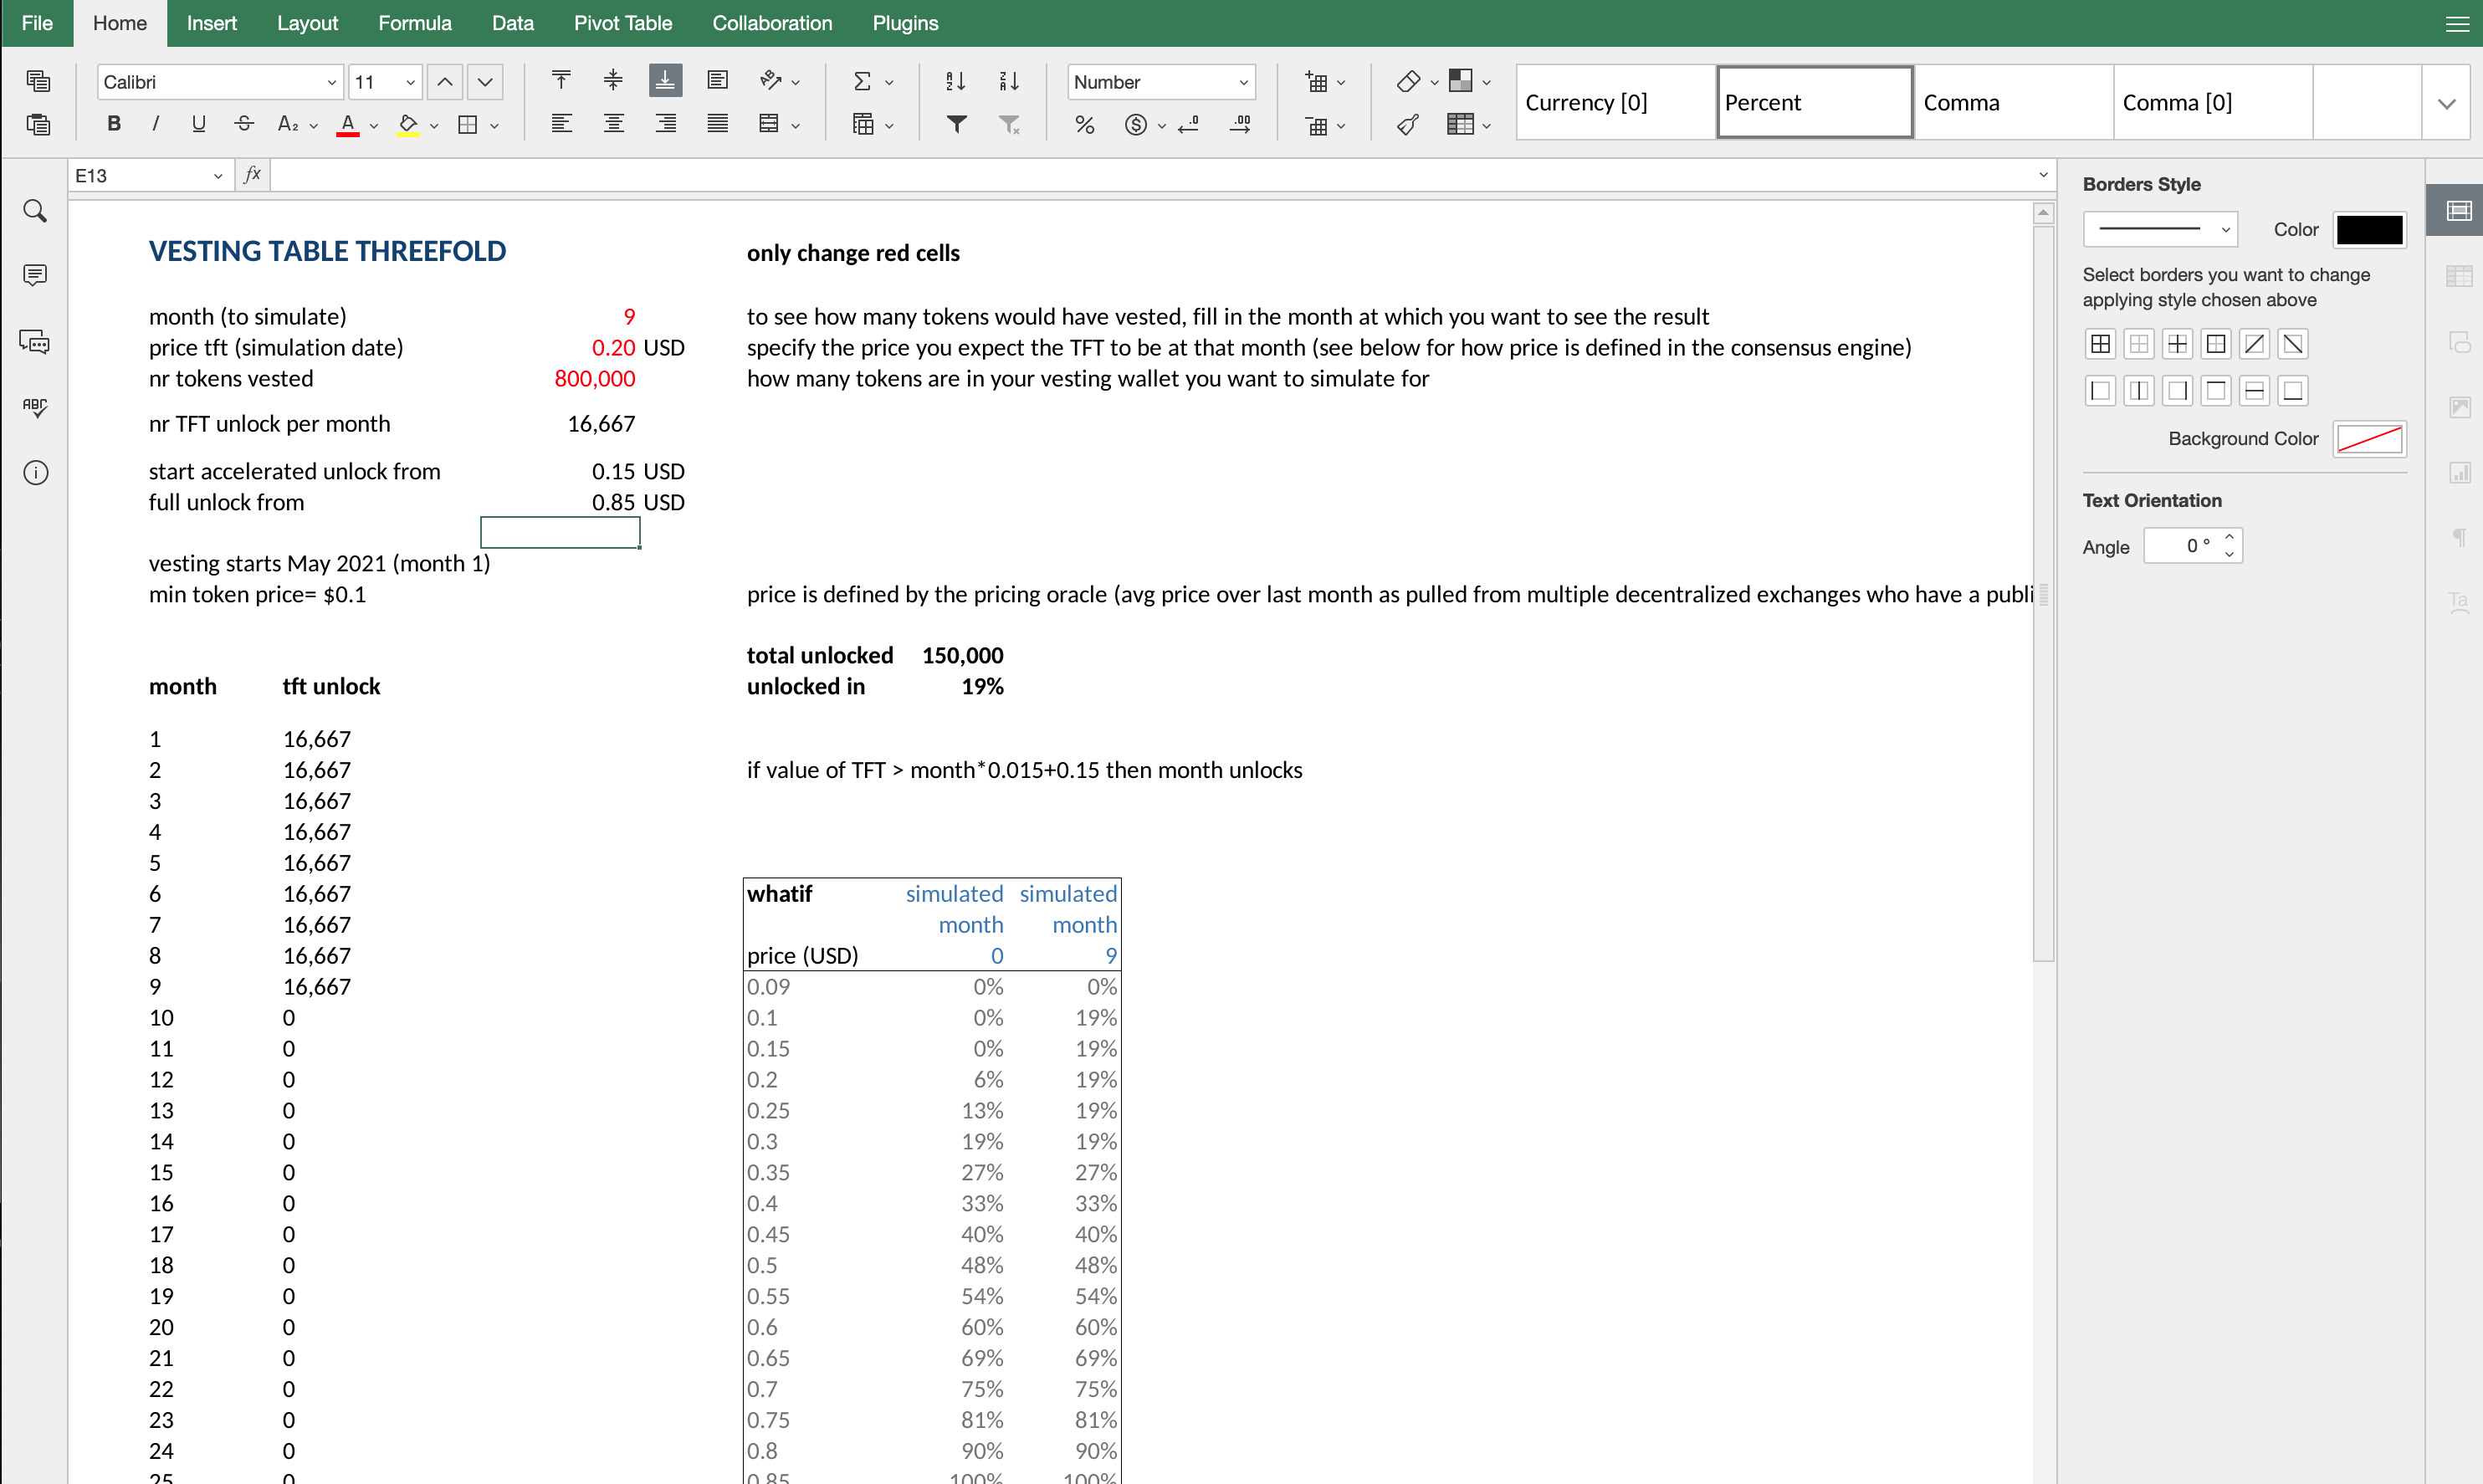 File Home Insert Layout Formula Data Pivot Table Collaboration Plugins
Calibri 11 Number Currency [0] Percent Comma Comma [0]
E13 fx
Borders Style
Color
Select borders you want to change
applying style chosen above
Background Color
Text Orientation
Angle 0 °
VESTING TABLE THREEFOLD only change red cells
month (to simulate) 9 to see how many tokens would have vested, fill in the month at which you want to see the result
price tft (simulation date) 0.20 USD specify the price you expect the TFT to be at that month (see below for how price is defined in the consensus engine)
nr tokens vested 800,000 how many tokens are in your vesting wallet you want to simulate for
nr TFT unlock per month 16,667
start accelerated unlock from 0.15 USD
full unlock from 0.85 USD
vesting starts May 2021 (month 1)
min token price= $0.1 price is defined by the pricing oracle (avg price over last month as pulled from multiple decentralized exchanges who have a publi
total unlocked 150,000
month tft unlock unlocked in 19%
1 16,667
2 16,667 if value of TFT > month*0.015+0.15 then month unlocks
3 16,667
4 16,667
5 16,667
6 16,667 whatif simulated simulated
7 16,667 month month
8 16,667 price (USD) 0 9
9 16,667 0.09 0% 0%
10 0 0.1 0% 19%
11 0 0.15 0% 19%
12 0 0.2 6% 19%
13 0 0.25 13% 19%
14 0 0.3 19% 19%
15 0 0.35 27% 27%
16 0 0.4 33% 33%
17 0 0.45 40% 40%
18 0 0.5 48% 48%
19 0 0.55 54% 54%
20 0 0.6 60% 60%
21 0 0.65 69% 69%
22 0 0.7 75% 75%
23 0 0.75 81% 81%
24 0 0.8 90% 90%
25 0 0.85 100% 100%